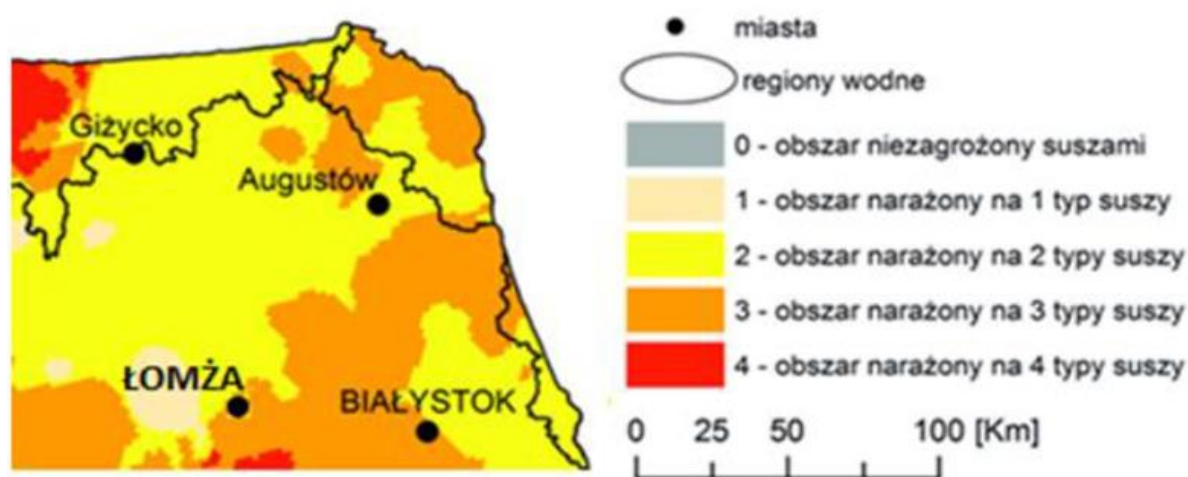 Giżycko
Augustów
ŁOMŻA
BIAŁYSTOK
miasta
regiony wodne
0 - obszar niezagrożony suszami
1 - obszar narażony na 1 typ suszy
2 - obszar narażony na 2 typy suszy
3 - obszar narażony na 3 typy suszy
4 - obszar narażony na 4 typy suszy
0 25 50 100 [Km]